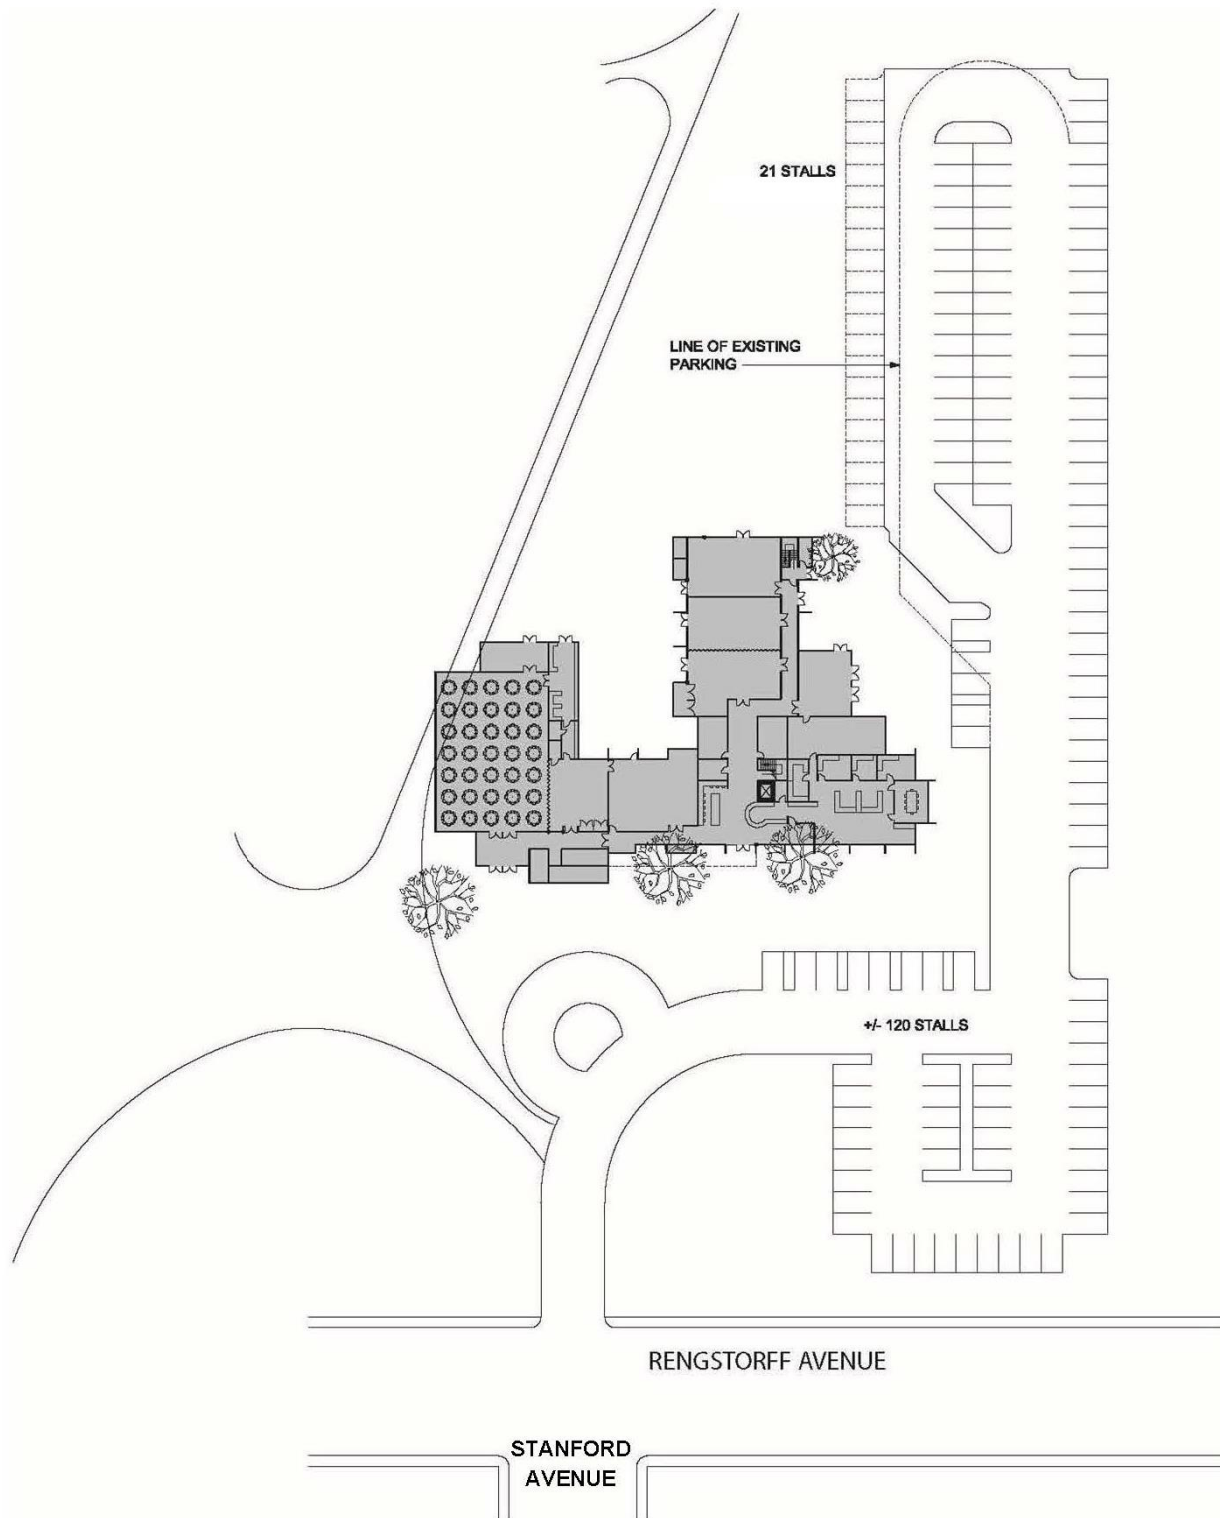 21 STALLS
LINE OF EXISTING
PARKING
+/- 120 STALLS
RENGSTORFF AVENUE
STANFORD
AVENUE